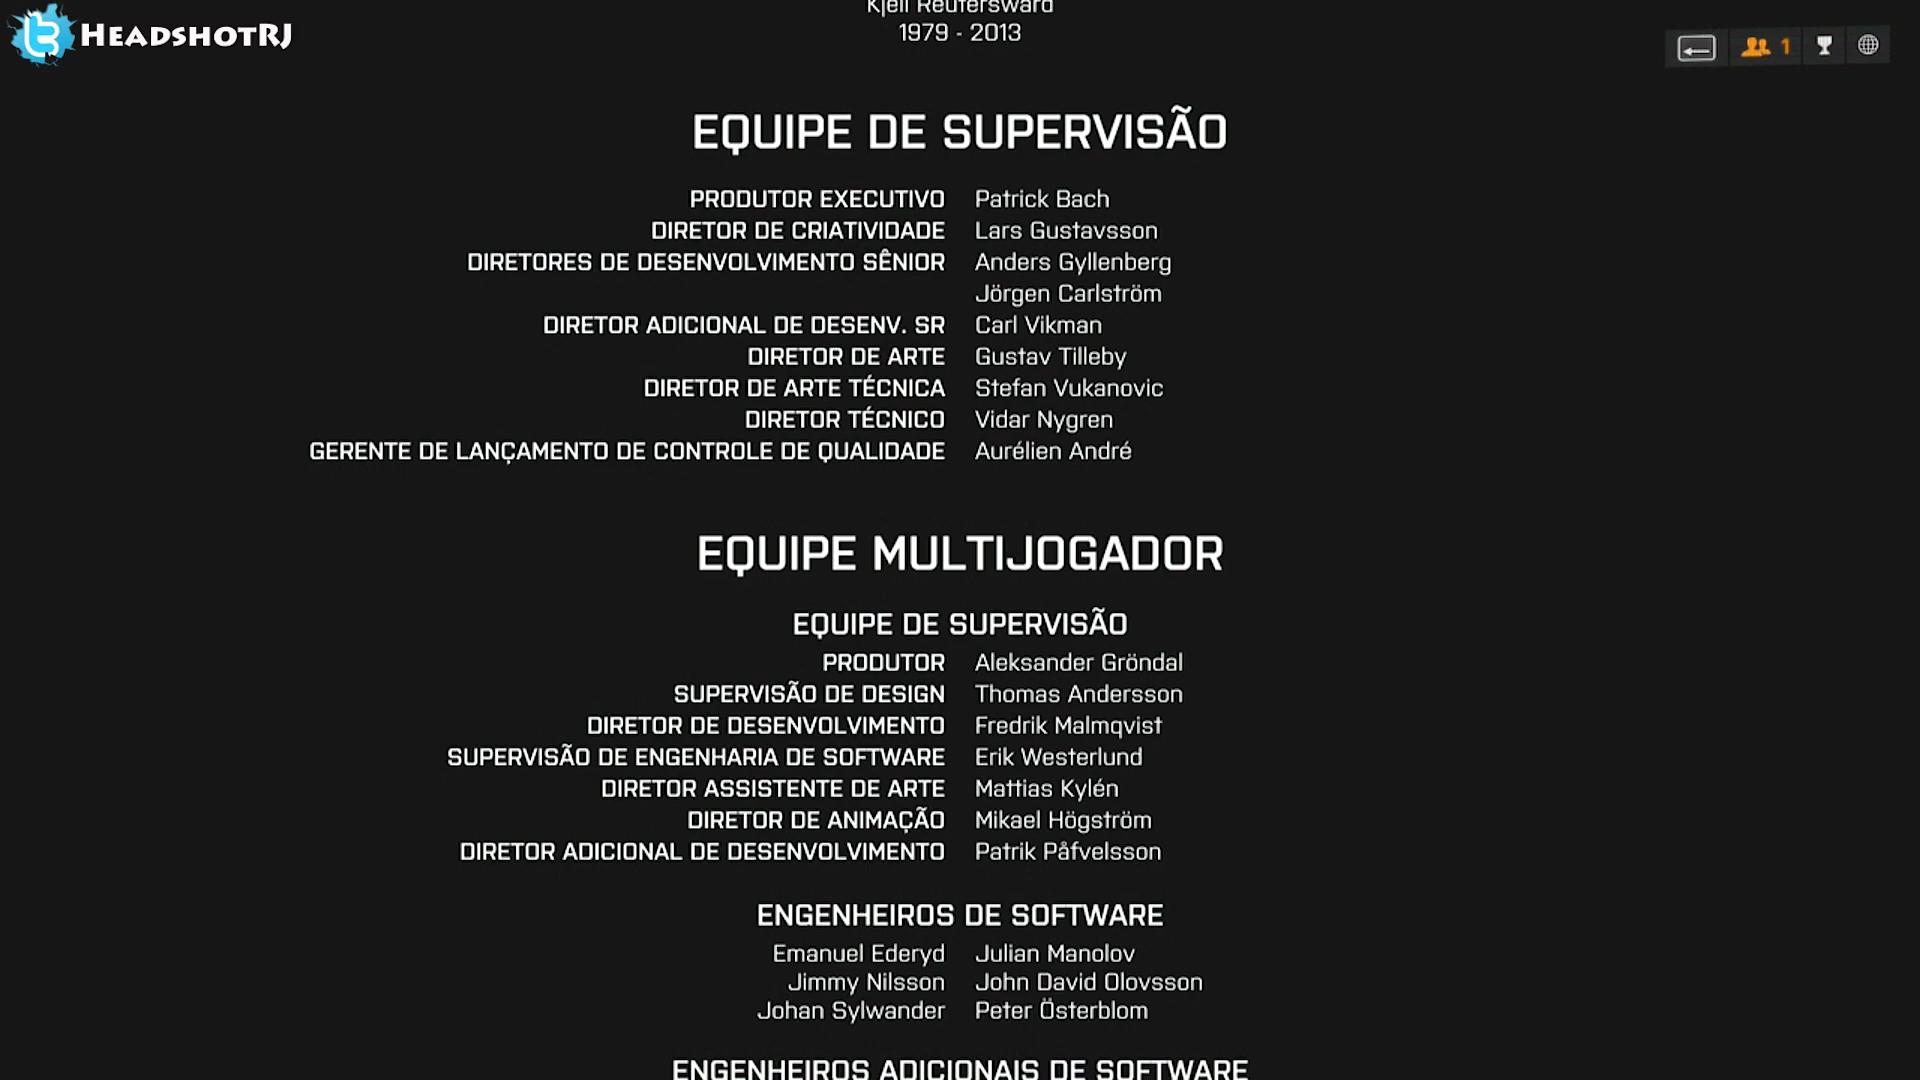 Kjell Reuterswärd
HEADSHOTRJ
1979 - 2013
1
EQUIPE DE SUPERVISÃO
PRODUTOR EXECUTIVO Patrick Bach
DIRETOR DE CRIATIVIDADE Lars Gustavsson
DIRETORES DE DESENVOLVIMENTO SÊNIOR Anders Gyllenberg
Jörgen Carlström
DIRETOR ADICIONAL DE DESENV. SR Carl Vikman
DIRETOR DE ARTE Gustav Tilleby
DIRETOR DE ARTE TÉCNICA Stefan Vukanovic
DIRETOR TÉCNICO Vidar Nygren
GERENTE DE LANÇAMENTO DE CONTROLE DE QUALIDADE Aurélien André
EQUIPE MULTIJOGADOR
EQUIPE DE SUPERVISÃO
PRODUTOR Aleksander Gröndal
SUPERVISÃO DE DESIGN Thomas Andersson
DIRETOR DE DESENVOLVIMENTO Fredrik Malmqvist
SUPERVISÃO DE ENGENHARIA DE SOFTWARE Erik Westerlund
DIRETOR ASSISTENTE DE ARTE Mattias Kylén
DIRETOR DE ANIMAÇÃO Mikael Högström
DIRETOR ADICIONAL DE DESENVOLVIMENTO Patrik Påfvelsson
ENGENHEIROS DE SOFTWARE
Emanuel Ederyd Julian Manolov
Jimmy Nilsson John David Olovsson
Johan Sylwander Peter Österblom
ENGENHEIROS ADICIONAIS DE SOFTWARE